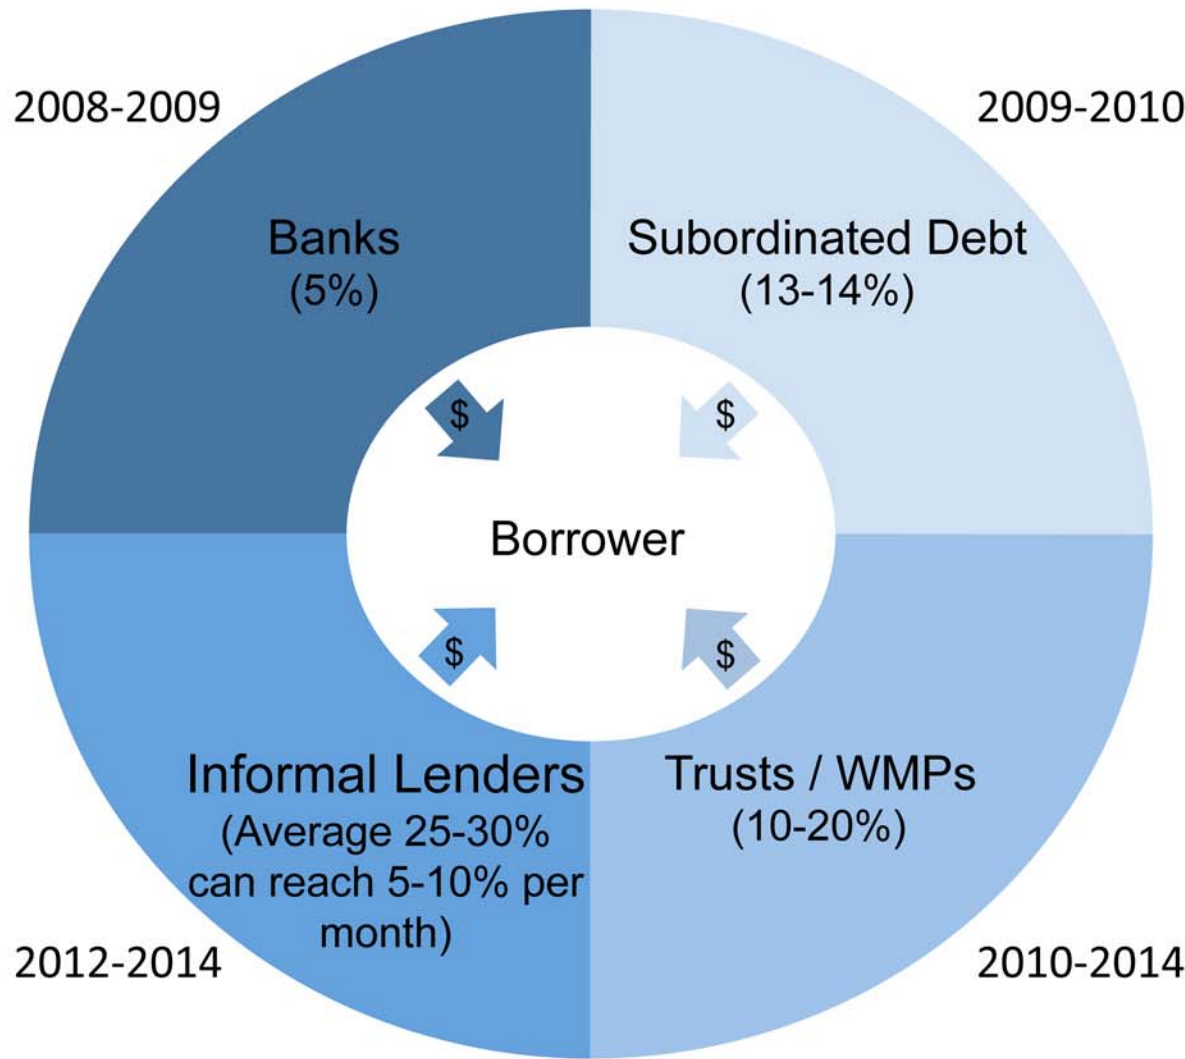 2008-2009
2009-2010
Banks
(5%)
Subordinated Debt
(13-14%)
$
$
Borrower
$
$
Informal Lenders
(Average 25-30%
can reach 5-10% per
month)
Trusts / WMPs
(10-20%)
2012-2014
2010-2014